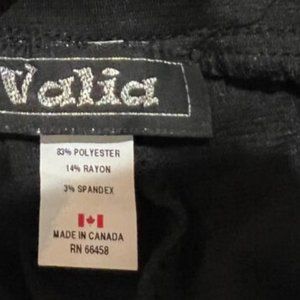 Valia
83% POLYESTER
14% RAYON
3% SPANDEX
MADE IN CANADA
RN 66458